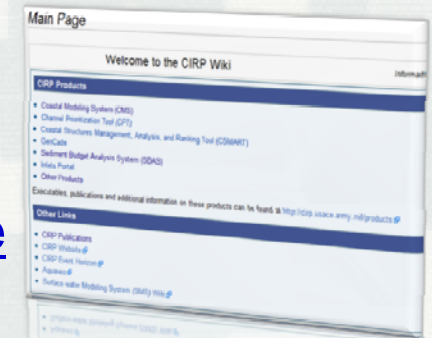 Main Page
Welcome to the CIRP Wiki
CIRP Products
Coastal Modeling System (CMS)
Channel Prioritization Tool (CPT)
Coastal Structures Management, Analysis, and Ranking Tool (CSMART)
GenCade
Sediment Budget Analysis System (SBAS)
Inlets Portal
Other Products
Executables, publications and additional information on these products can be found at http://cirp.usace.army.mil/products
Other Links
CIRP Publications
CIRP Website
CIRP Event Horizon
Aquaveo
Surface-water Modeling System (SMS) Wiki
e